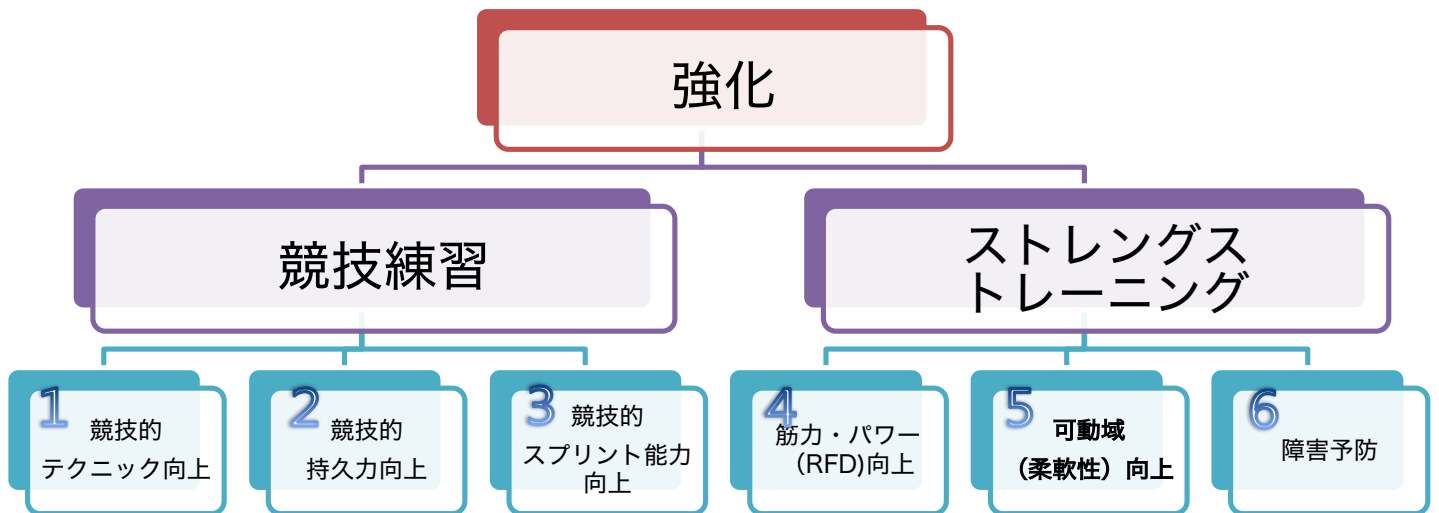 強化
競技練習
ストレングス
トレーニング
1
競技的
テクニック向上
2
競技的
持久力向上
3
競技的
スプリント能力
向上
4
筋力・パワー
（RFD)向上
5
可動域
（柔軟性）向上
6
障害予防